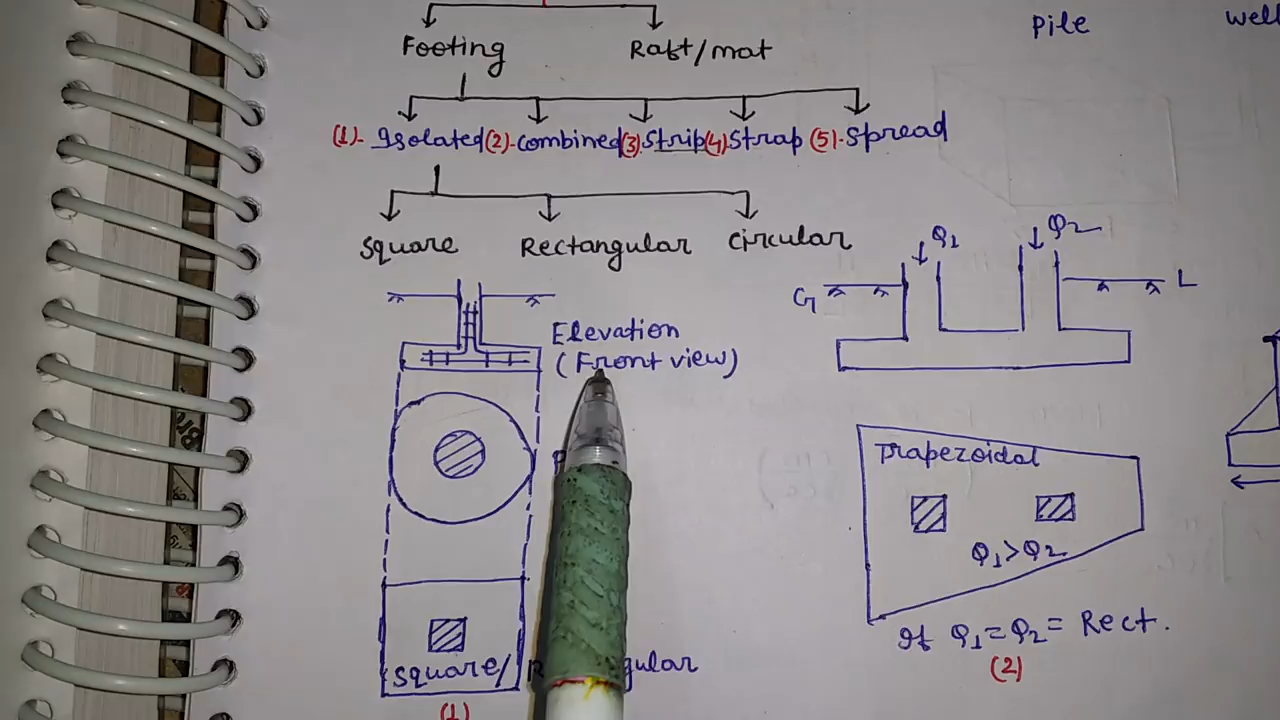 Pile
Well
Footing
Raft/mat
(1). Isolated (2). Combined (3). Strip (4). Strap (5). Spread
Square
Rectangular
Circular
Q1
Q2
G
L
Elevation
(Front view)
Trapezoidal
Q1>Q2
If Q1=Q2= Rect.
Square/
gular
(1)
(2)